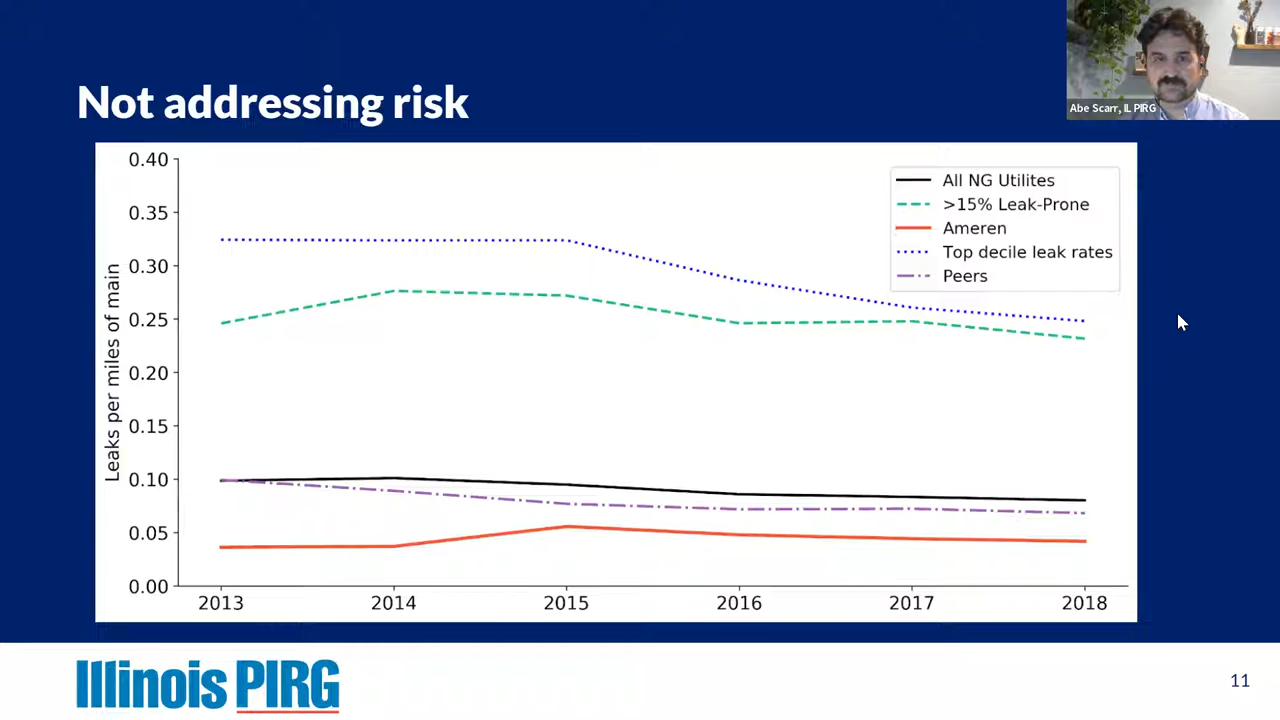 Not addressing risk
Abe Scarr, IL PIRG
0.40
0.35
0.30
0.25
0.20
0.15
0.10
0.05
0.00
Leaks per miles of main
All NG Utilites
>15% Leak-Prone
Ameren
Top decile leak rates
Peers
2013 2014 2015 2016 2017 2018
Illinois PIRG
11